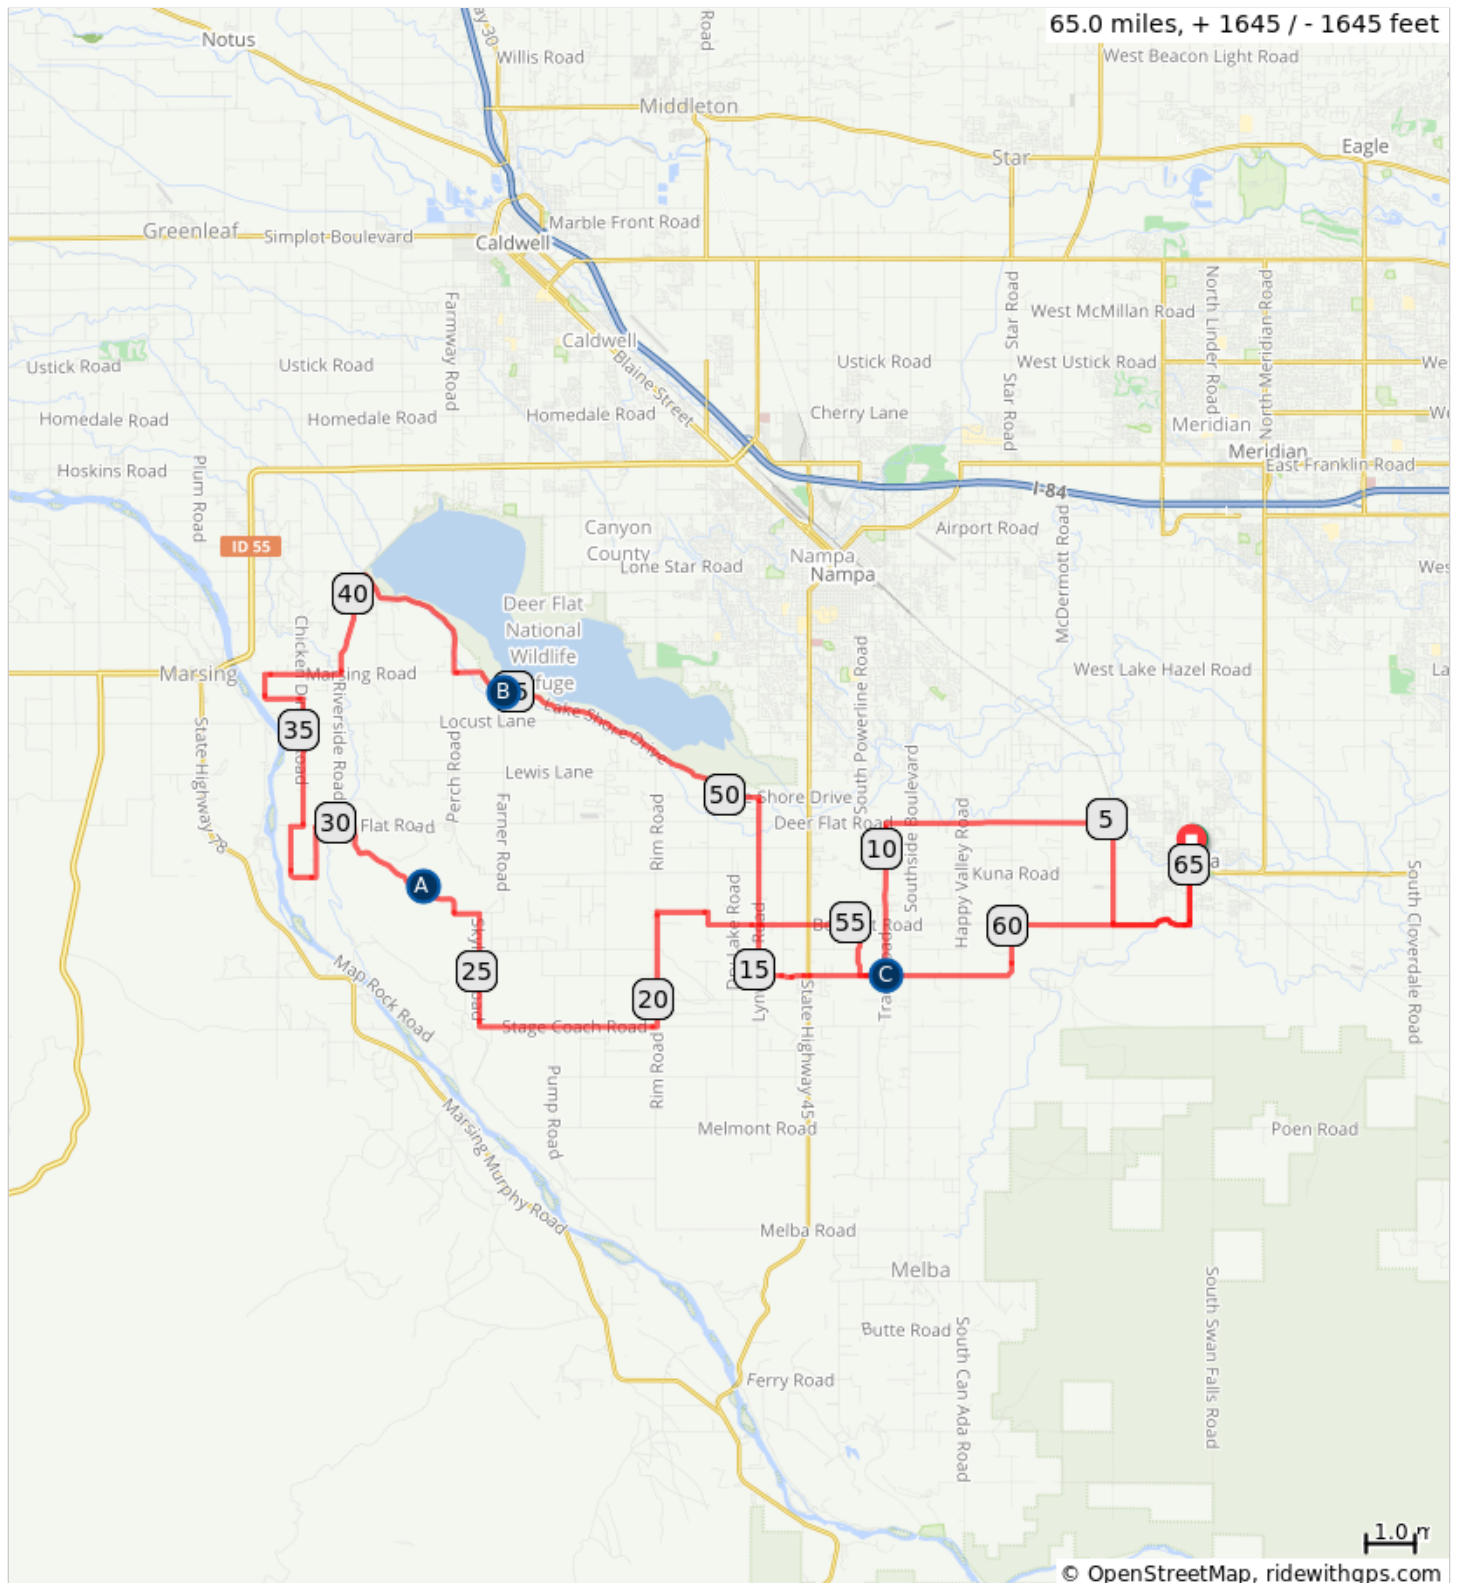 65.0 miles, + 1645 / - 1645 feet
Notus
Willis Road
Road
West Beacon Light Road
Middleton
Star
Eagle
Greenleaf
Simplot Boulevard
Marble Front Road
Caldwell
Farmway Road
Star Road
West McMillan Road
North Linder Road
North Meridian Road
Ustick Road
Ustick Road
Caldwell
Blaine Street
Ustick Road
West Ustick Road
We
Homedale Road
Homedale Road
Homedale Road
Cherry Lane
Star Road
Meridian
Meridian
Hoskins Road
Plum Road
East Franklin Road
I-84
ID 55
Canyon
County
Lone Star Road
Airport Road
McDermott Road
Nampa
Nampa
Wes
40
Deer Flat
National
Wildlife
fuge
Chicken D
Marsing
Marsing Road
Riverside Road
South Powerline Road
West Lake Hazel Road
La
B
Lake Shore Drive
Locust Lane
State Highway 78
35
Perch Road
Lewis Lane
Farner Road
50
Shore Drive
Rim Road
Southside Boulevard
Happy Valley Road
30
Flat Road
Deer Flat Road
5
10
65
a
A
Kuna Road
South Cloverdale Road
55
60
25
15
C
20
Stage Coach Road
Map Rock Road
Rim Road
State Highway 45
Pump Road
Marsing Murphy Road
Melmont Road
Poen Road
Melba Road
Melba
South Swan Falls Road
Butte Road
South Can Ada Road
Ferry Road
1.0 m
© OpenStreetMap, ridewithgps.com